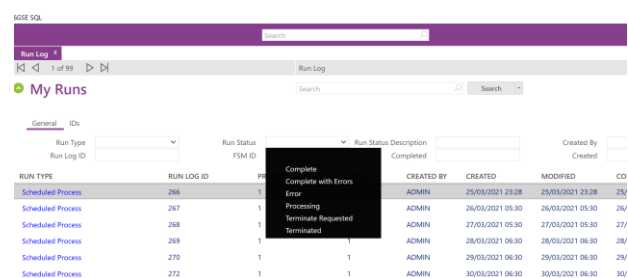 6GSE SQL
Search
Run Log
1 of 99
Run Log
My Runs
Search
Search
General IDs
Run Type
Run Status
Run Status Description
Created By
Run Log ID
FSM ID
Completed
Created
Complete
Complete with Errors
Error
Processing
Terminate Requested
Terminated
RUN TYPE RUN LOG ID CREATED BY CREATED MODIFIED
Scheduled Process 266 1 ADMIN 25/03/2021 23:28 25/03/2021 23:28 25/
Scheduled Process 267 1 ADMIN 26/03/2021 05:30 26/03/2021 05:30 26/
Scheduled Process 268 1 ADMIN 27/03/2021 05:30 27/03/2021 05:30 27/
Scheduled Process 269 1 1 ADMIN 28/03/2021 06:30 28/03/2021 06:30 28/
Scheduled Process 270 1 1 ADMIN 29/03/2021 06:30 29/03/2021 06:30 29/
Scheduled Process 272 1 1 ADMIN 30/03/2021 06:30 30/03/2021 06:30 30/